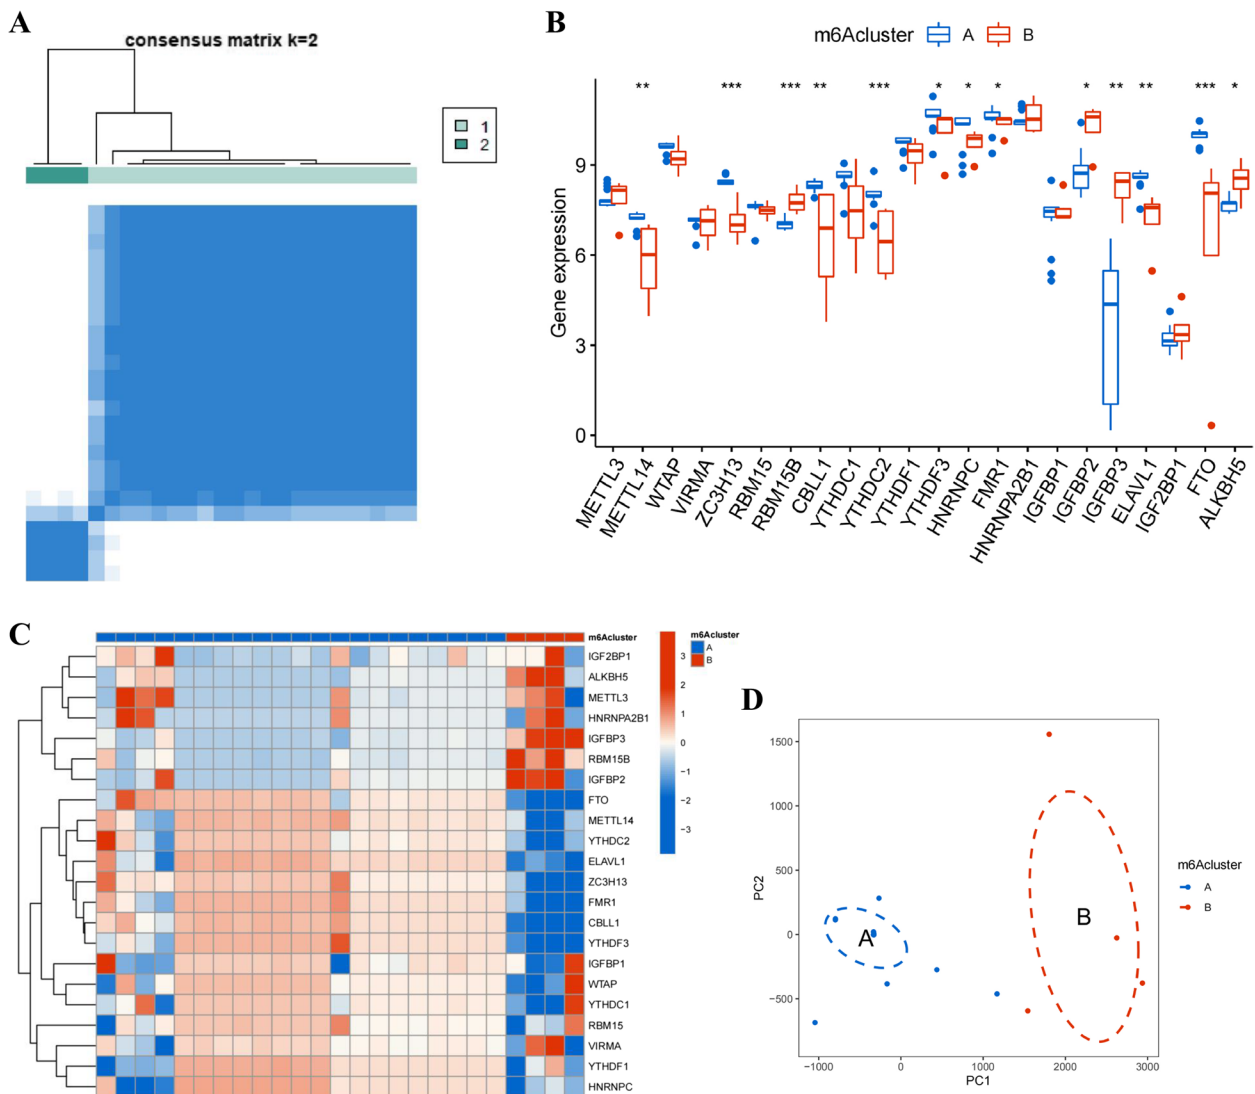 A
consensus matrix k=2
1
2
B
m6Acluster A B
** *** *** ** *** * * * * ** ** *** *
Gene expression
9
6
3
0
METTL3
METTL14
WTAP
VIRMA
ZC3H13
RBM15
RBM15B
CBLL1
YTHDC1
YTHDC2
YTHDF1
YTHDF3
HNRNPC
FMR1
HNRNPA2B1
IGFBP1
IGFBP2
IGFBP3
ELAVL1
IGF2BP1
FTO
ALKBH5
C
m6Acluster
IGF2BP1
ALKBH5
METTL3
HNRNPA2B1
IGFBP3
RBM15B
IGFBP2
FTO
METTL14
YTHDC2
ELAVL1
ZC3H13
FMR1
CBLL1
YTHDF3
IGFBP1
WTAP
YTHDC1
RBM15
VIRMA
YTHDF1
HNRNPC
3
2
1
0
−1
−2
−3
m6Acluster
A
B
D
PC2
1500
1000
500
0
−500
A
B
−1000 0 1000 2000 3000
PC1
m6Acluster
A
B